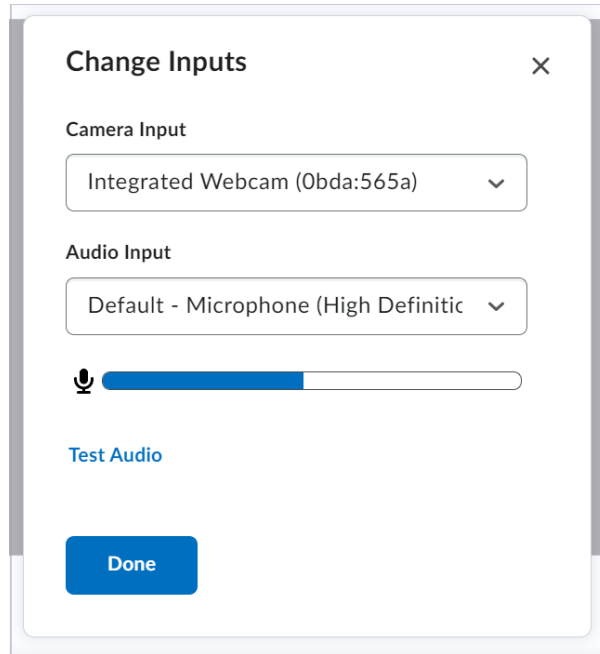 Change Inputs
Camera Input
Integrated Webcam (0bda:565a)
Audio Input
Default - Microphone (High Definitic
Test Audio
Done